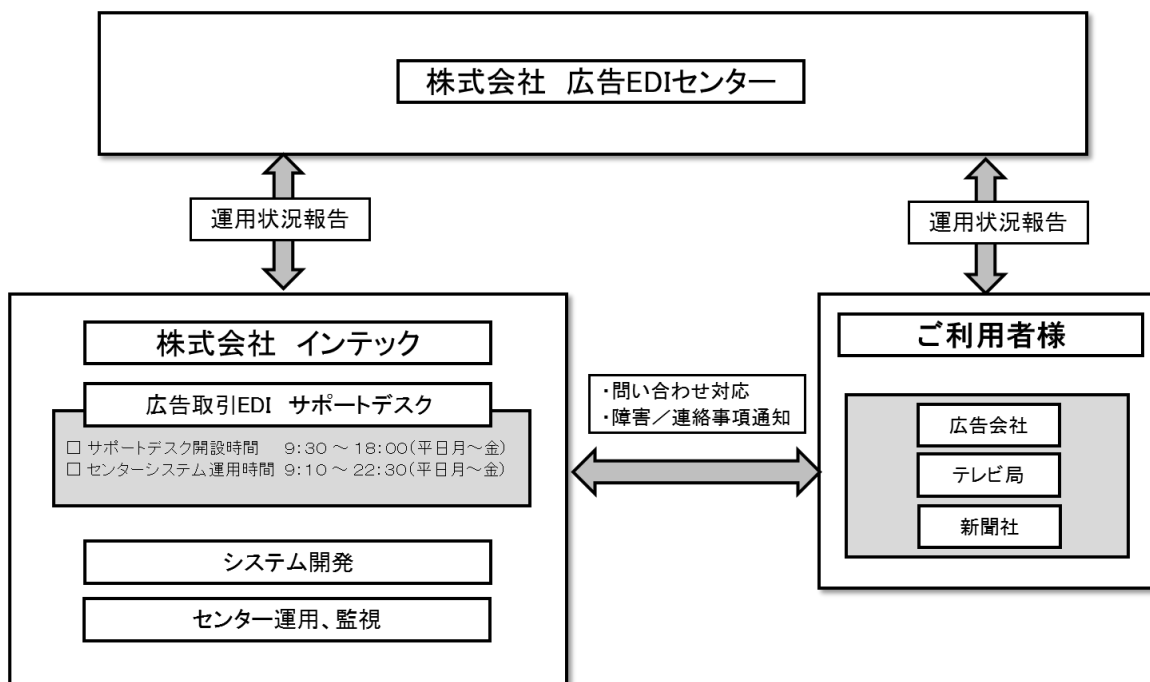 株式会社　広告EDIセンター
運用状況報告
運用状況報告
株式会社　インテック
広告取引EDI　サポートデスク
□ サポートデスク開設時間　9:30～18:00(平日月～金)
□ センターシステム運用時間 9:10～22:30(平日月～金)
システム開発
センター運用、監視
・問い合わせ対応
・障害／連絡事項通知
ご利用者様
広告会社
テレビ局
新聞社